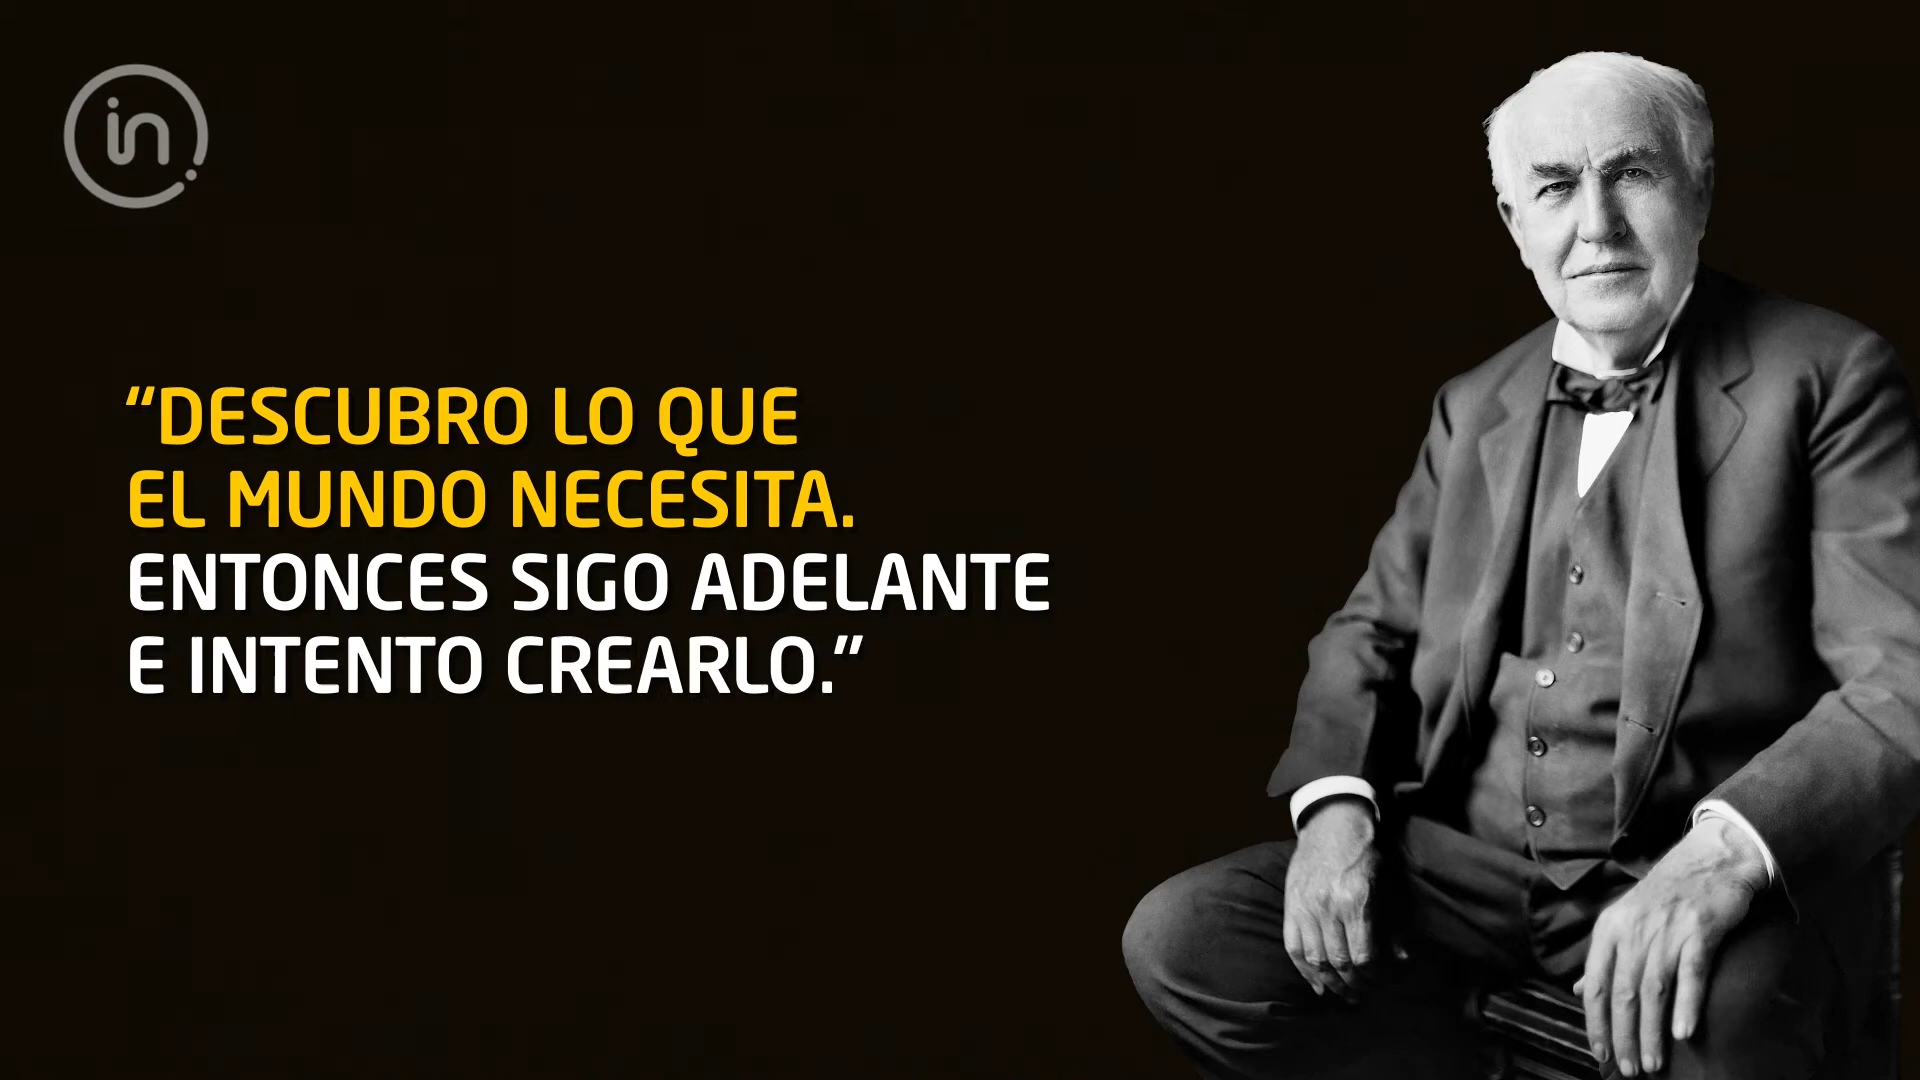 in
“DESCUBRO LO QUE
EL MUNDO NECESITA.
ENTONCES SIGO ADELANTE
E INTENTO CREARLO.”